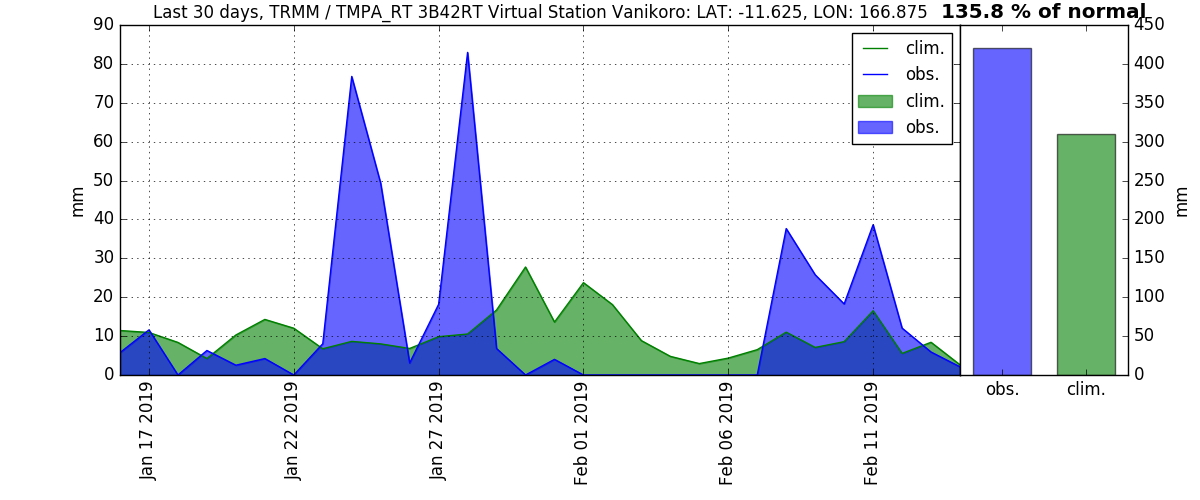 Last 30 days, TRMM / TMPA_RT 3B42RT Virtual Station Vanikoro: LAT: -11.625, LON: 166.875 135.8 % of normal
90
80
70
60
50
40
30
20
10
0
mm
Jan 17 2019
Jan 22 2019
Jan 27 2019
Feb 01 2019
Feb 06 2019
Feb 11 2019
clim.
obs.
clim.
obs.
450
400
350
300
250
200
150
100
50
0
mm
obs.
clim.